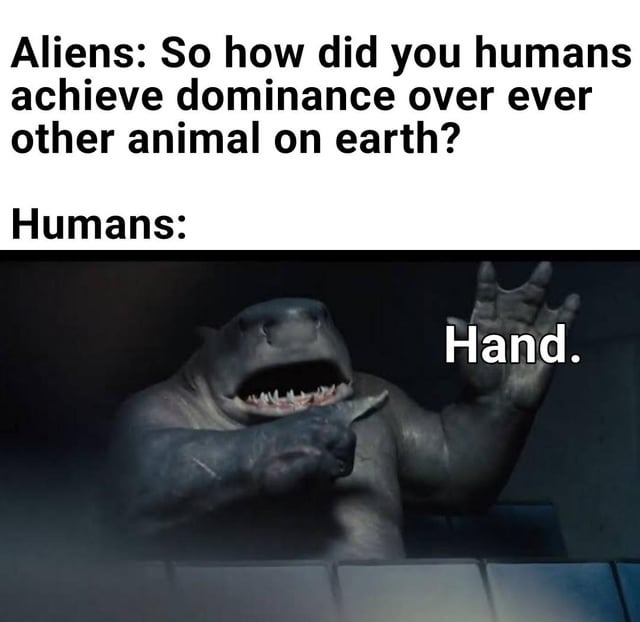 Aliens: So how did you humans
achieve dominance over ever
other animal on earth?
Humans:
Hand.